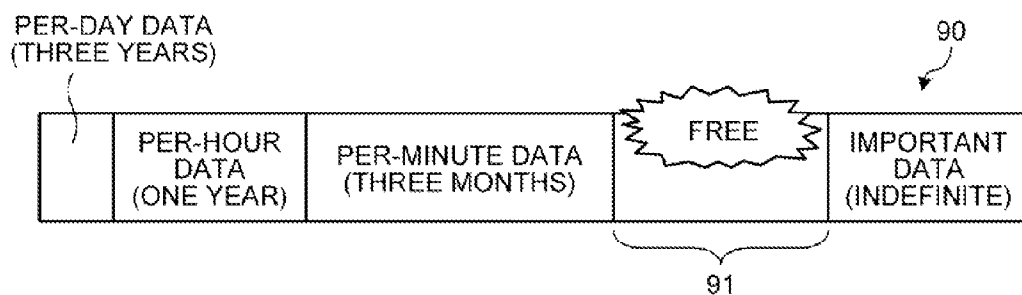 PER-DAY DATA
(THREE YEARS)
90
PER-HOUR
DATA
(ONE YEAR)
PER-MINUTE DATA
(THREE MONTHS)
FREE
IMPORTANT
DATA
(INDEFINITE)
91